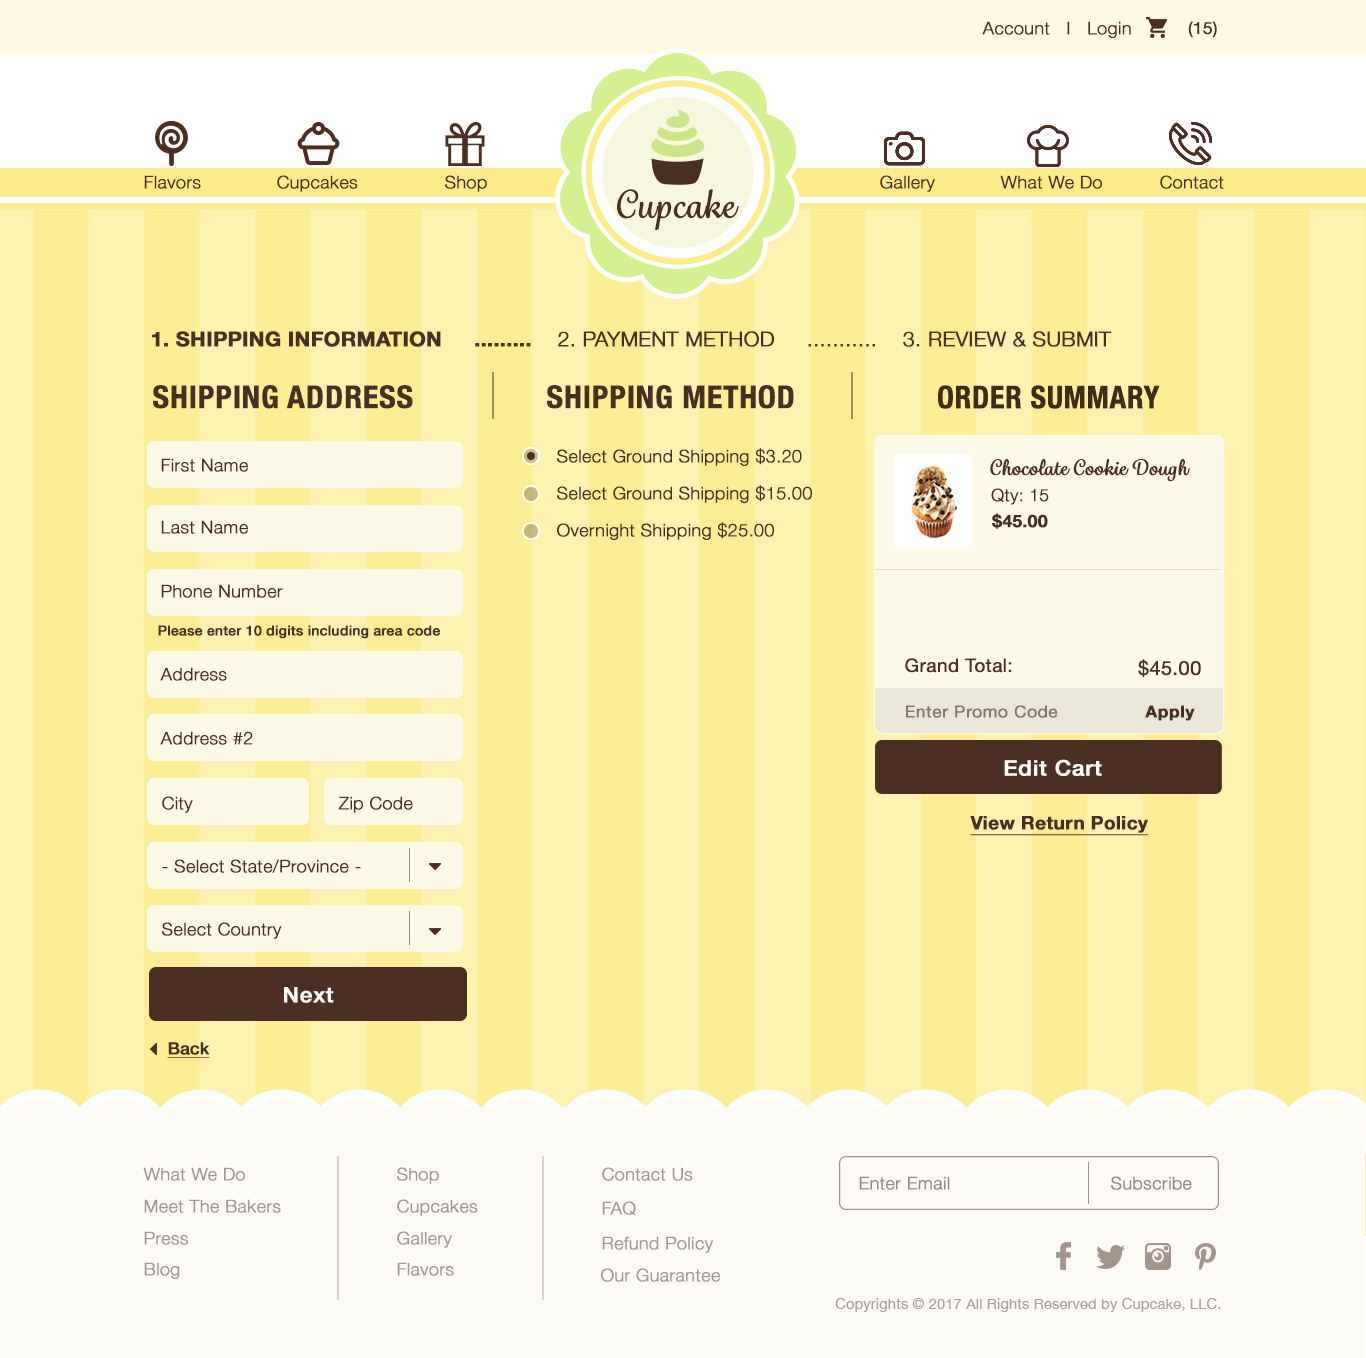 Account | Login (15)
Flavors Cupcakes Shop Gallery What We Do Contact
Cupcake
1. SHIPPING INFORMATION ......... 2. PAYMENT METHOD ........... 3. REVIEW & SUBMIT
SHIPPING ADDRESS
First Name
Last Name
Phone Number
Please enter 10 digits including area code
Address
Address #2
City Zip Code
- Select State/Province -
Select Country
Next
Back
SHIPPING METHOD
Select Ground Shipping $3.20
Select Ground Shipping $15.00
Overnight Shipping $25.00
ORDER SUMMARY
Chocolate Cookie Dough
Qty: 15
$45.00
Grand Total: $45.00
Enter Promo Code Apply
Edit Cart
View Return Policy
What We Do
Meet The Bakers
Press
Blog
Shop
Cupcakes
Gallery
Flavors
Contact Us
FAQ
Refund Policy
Our Guarantee
Enter Email Subscribe
Copyrights © 2017 All Rights Reserved by Cupcake, LLC.